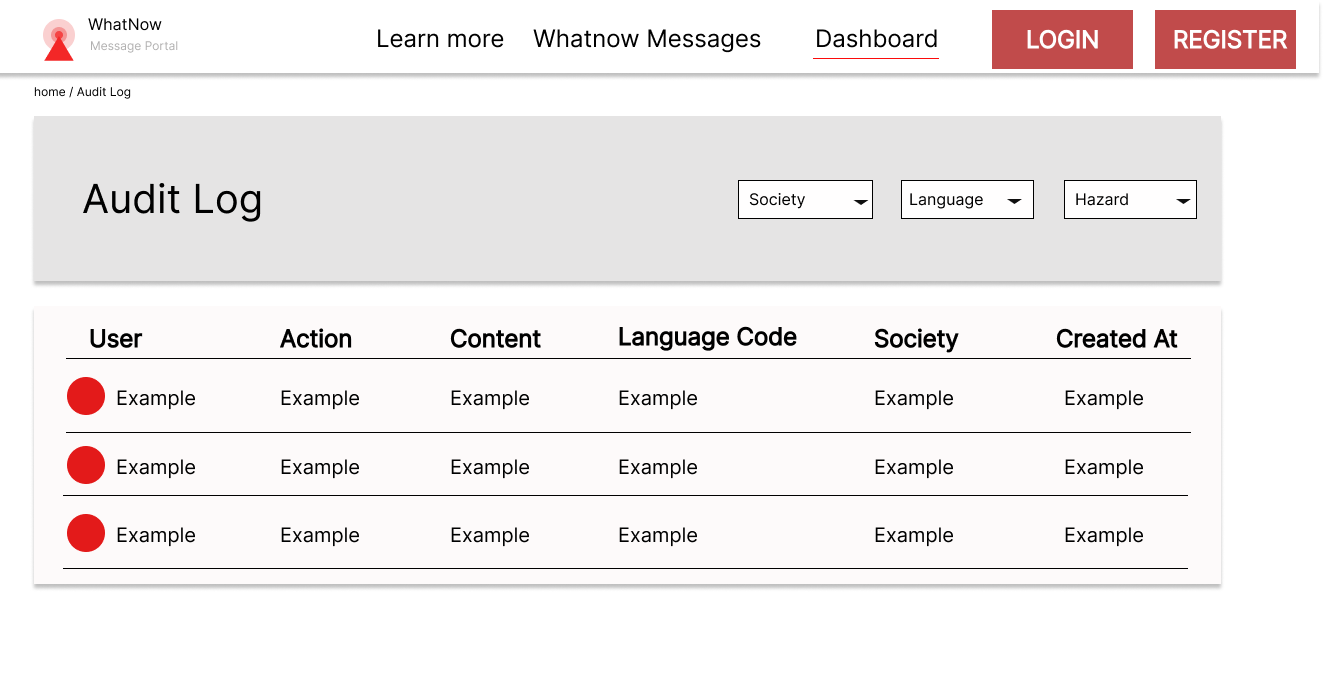 WhatNow
Message Portal
Learn more Whatnow Messages Dashboard LOGIN REGISTER
home / Audit Log
Audit Log Society Language Hazard
User Action Content Language Code Society Created At
Example Example Example Example Example Example
Example Example Example Example Example Example
Example Example Example Example Example Example